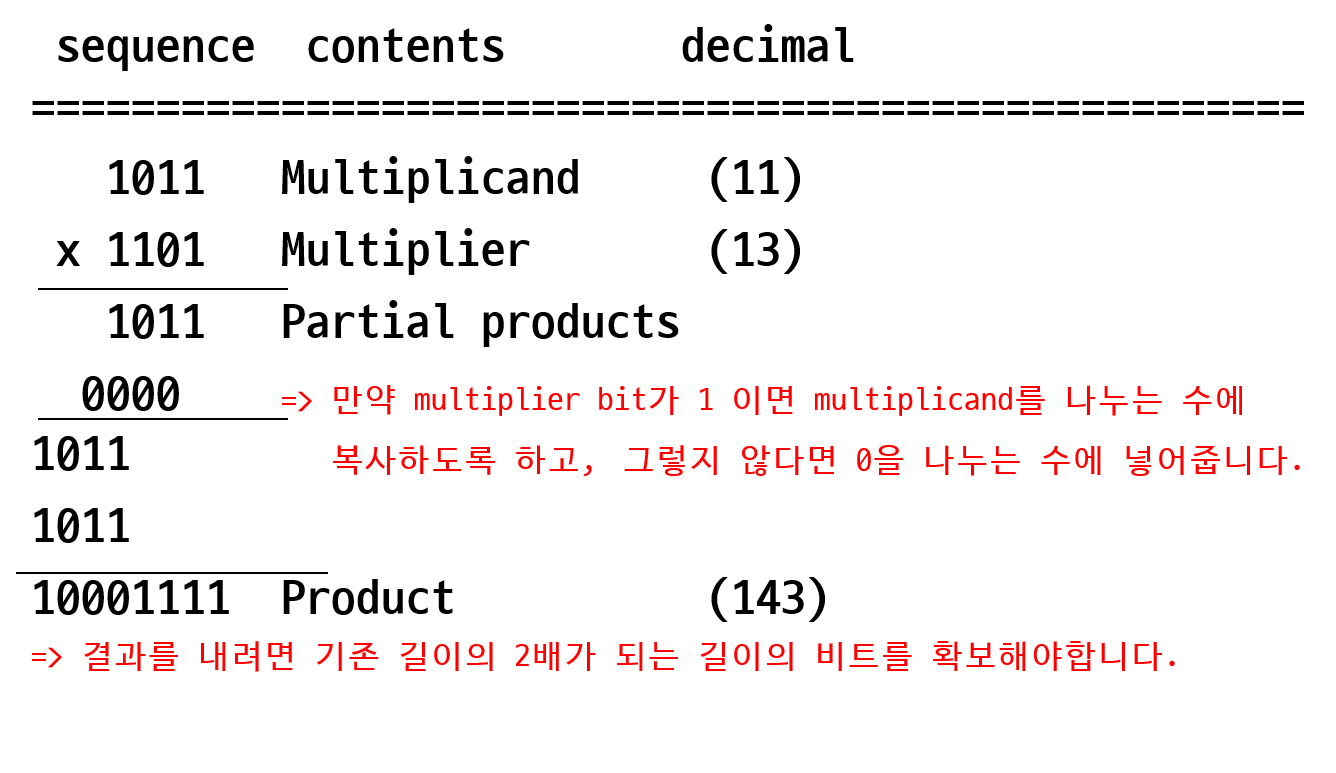 sequence contents decimal
===================================================
1011 Multiplicand (11)
x 1101 Multiplier (13)
1011 Partial products
0000 => 만약 multiplier bit가 1 이면 multiplicand를 나누는 수에
1011 복사하도록 하고, 그렇지 않다면 0을 나누는 수에 넣어줍니다.
1011
10001111 Product (143)
=> 결과를 내려면 기존 길이의 2배가 되는 길이의 비트를 확보해야합니다.